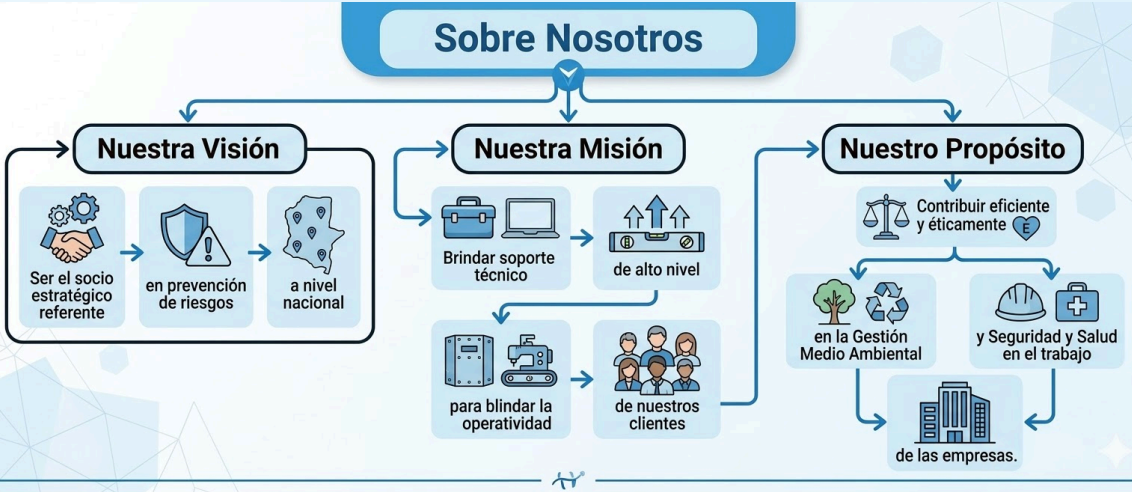 Sobre Nosotros
Nuestra Visión
Ser el socio
estratégico
referente
en prevención
de riesgos
a nivel
nacional
Nuestra Misión
Brindar soporte
técnico
de alto nivel
para blindar la
operatividad
de nuestros
clientes
Nuestro Propósito
Contribuir eficiente
y éticamente
E
en la Gestión
Medio Ambiental
y Seguridad y Salud
en el trabajo
de las empresas.